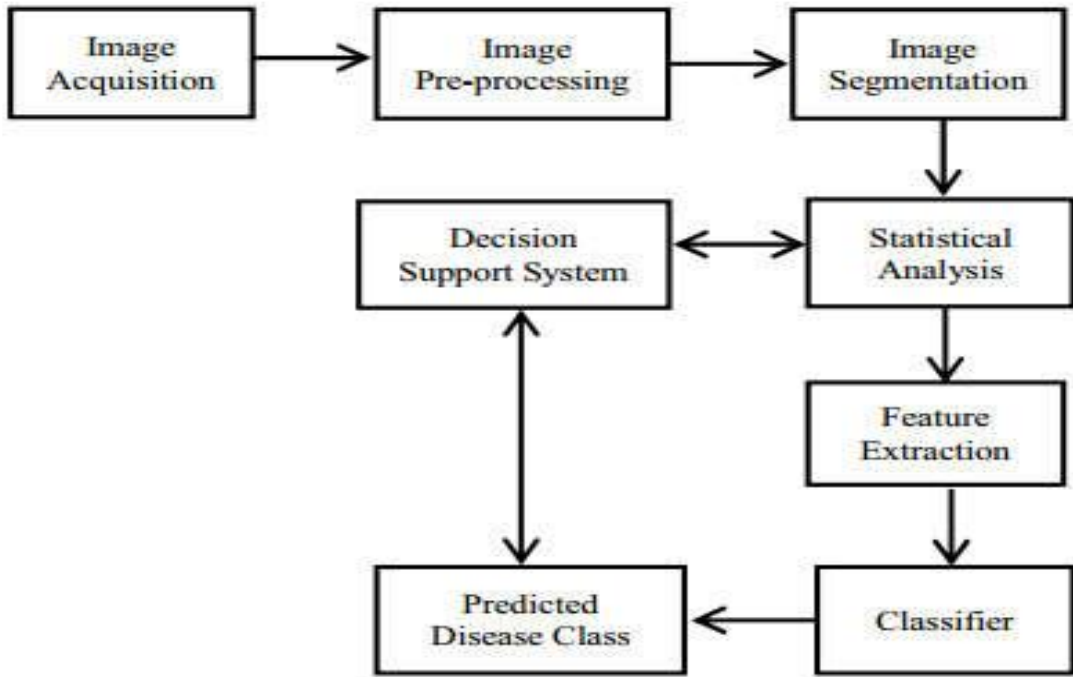 Image
Acquisition
Image
Pre-processing
Image
Segmentation
Decision
Support System
Statistical
Analysis
Feature
Extraction
Predicted
Disease Class
Classifier